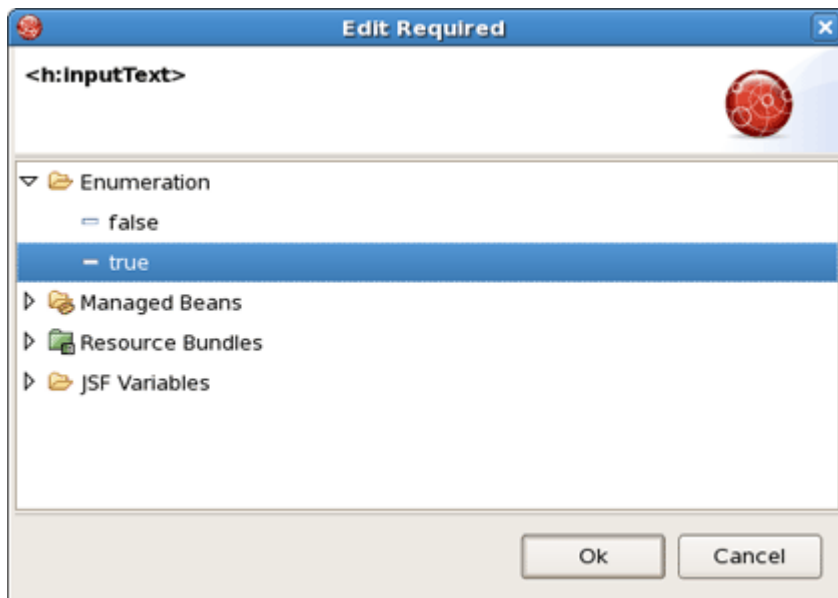 Edit Required
<h:inputText>
Enumeration
false
true
Managed Beans
Resource Bundles
JSF Variables
Ok
Cancel